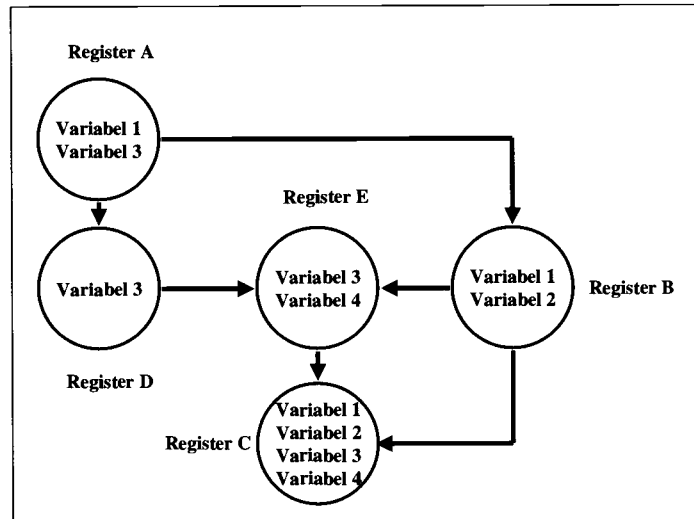 Register A
Variabel 1
Variabel 3
Register E
Variabel 3
Variabel 3
Variabel 4
Variabel 1
Variabel 2
Register B
Register D
Register C
Variabel 1
Variabel 2
Variabel 3
Variabel 4